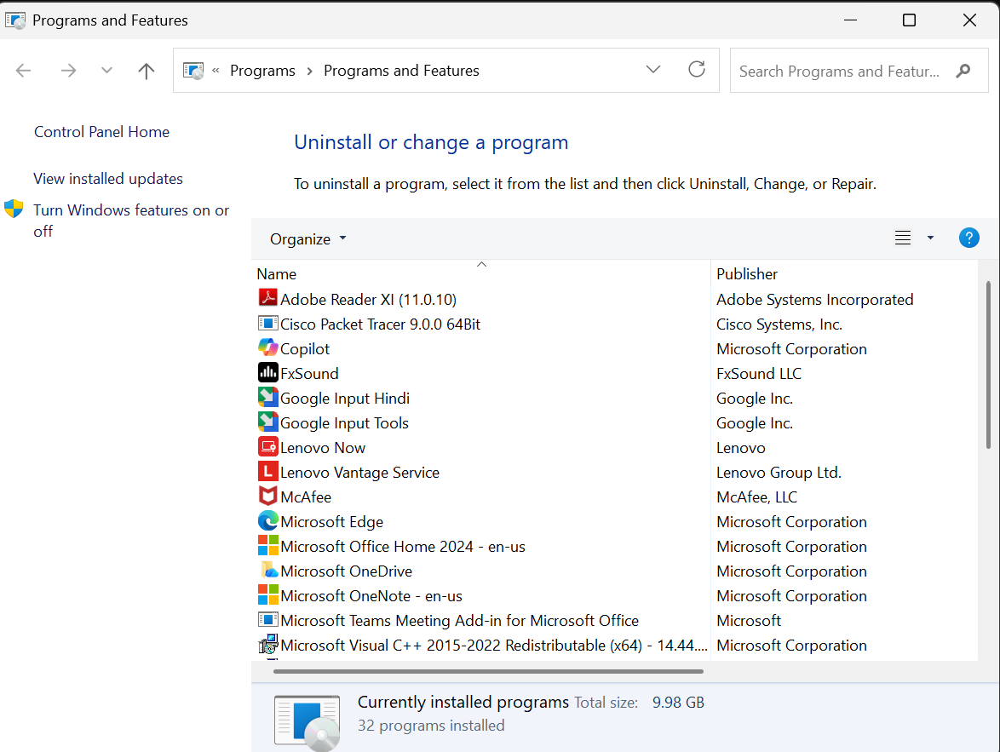 Programs and Features
« Programs › Programs and Features
Search Programs and Featur...
Control Panel Home
View installed updates
Turn Windows features on or
off
Uninstall or change a program
To uninstall a program, select it from the list and then click Uninstall, Change, or Repair.
Organize
?
Name Publisher
Adobe Reader XI (11.0.10) Adobe Systems Incorporated
Cisco Packet Tracer 9.0.0 64Bit Cisco Systems, Inc.
Copilot Microsoft Corporation
FxSound FxSound LLC
Google Input Hindi Google Inc.
Google Input Tools Google Inc.
Lenovo Now Lenovo
L Lenovo Vantage Service Lenovo Group Ltd.
McAfee McAfee, LLC
Microsoft Edge Microsoft Corporation
Microsoft Office Home 2024 - en-us Microsoft Corporation
Microsoft OneDrive Microsoft Corporation
Microsoft OneNote - en-us Microsoft Corporation
Microsoft Teams Meeting Add-in for Microsoft Office Microsoft
Microsoft Visual C++ 2015-2022 Redistributable (x64) - 14.44.... Microsoft Corporation
Currently installed programs Total size: 9.98 GB
32 programs installed